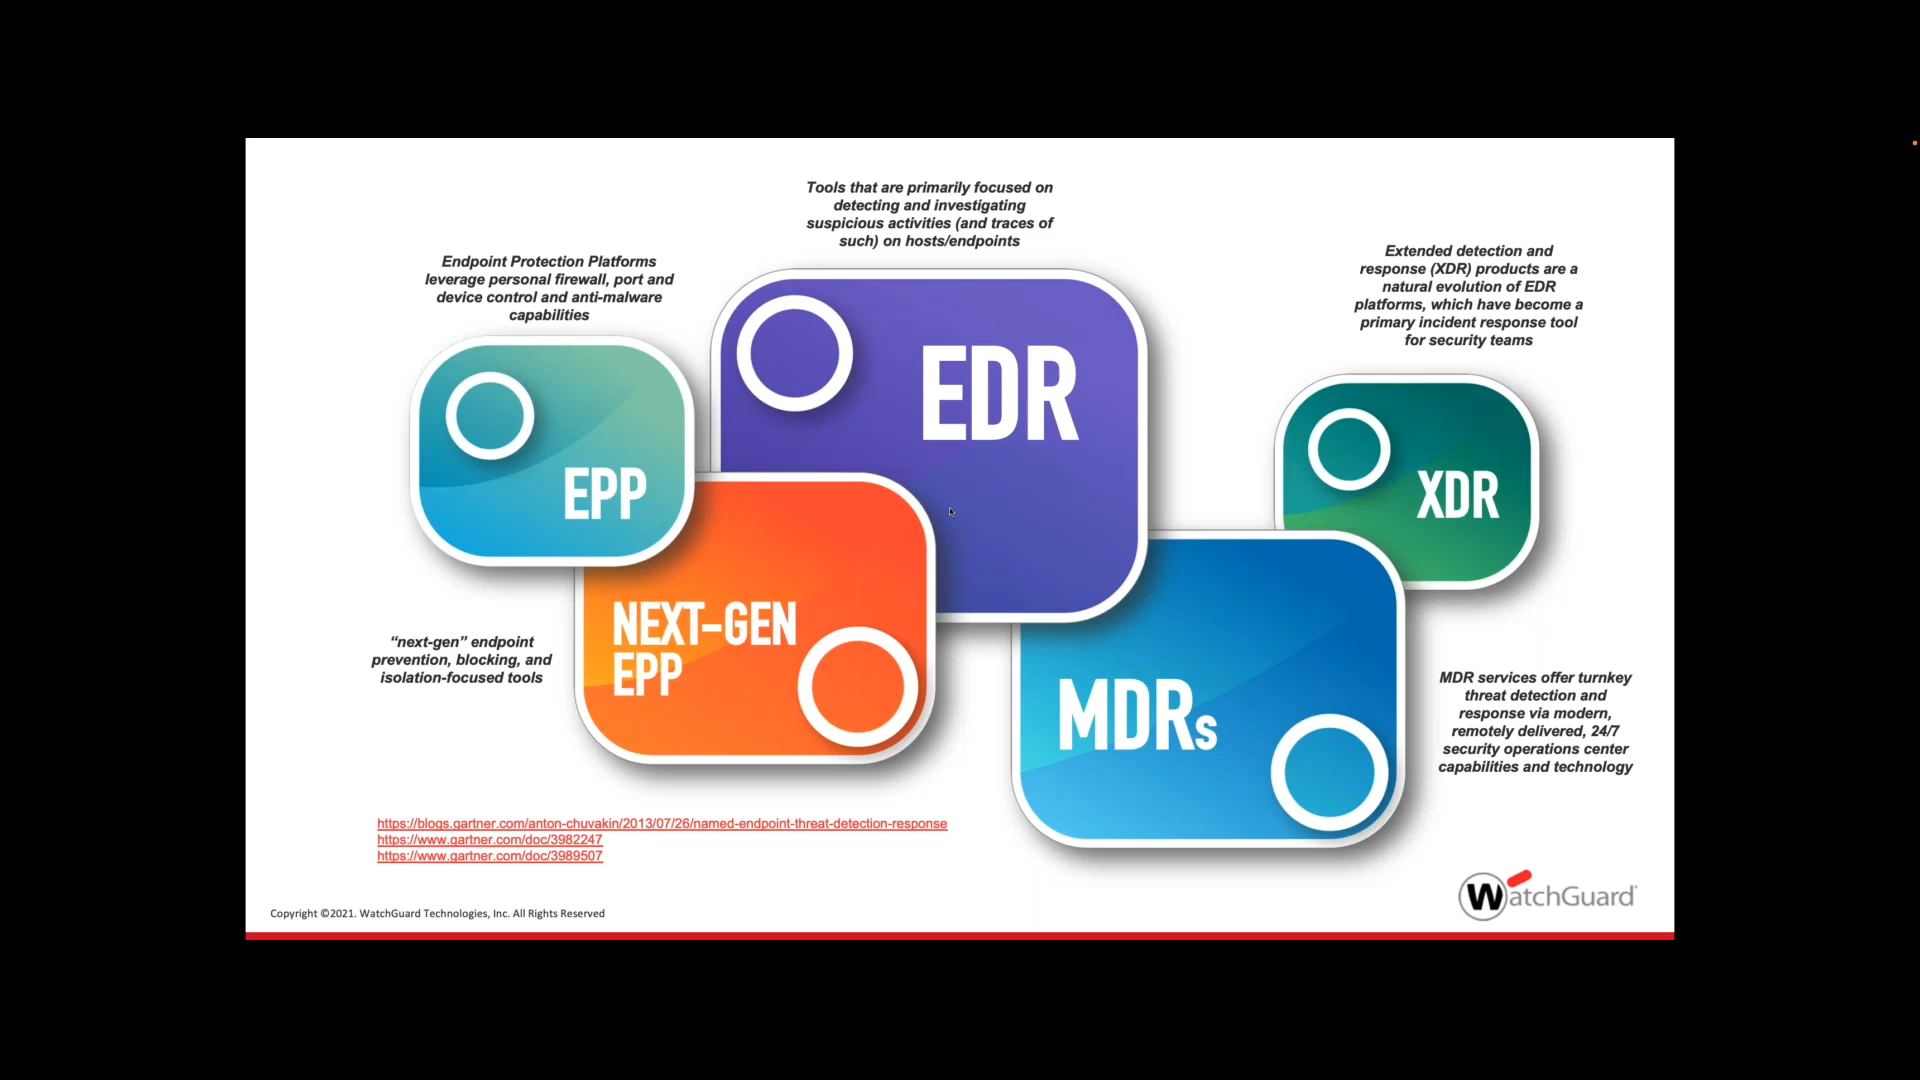 Tools that are primarily focused on
detecting and investigating
suspicious activities (and traces of
such) on hosts/endpoints
Endpoint Protection Platforms
leverage personal firewall, port and
device control and anti-malware
capabilities
Extended detection and
response (XDR) products are a
natural evolution of EDR
platforms, which have become a
primary incident response tool
for security teams
EDR
EPP
XDR
NEXT-GEN
EPP
MDRs
“next-gen” endpoint
prevention, blocking, and
isolation-focused tools
MDR services offer turnkey
threat detection and
response via modern,
remotely delivered, 24/7
security operations center
capabilities and technology
https://blogs.gartner.com/anton-chuvakin/2013/07/26/named-endpoint-threat-detection-response
https://www.gartner.com/doc/3982247
https://www.gartner.com/doc/3989507
WatchGuard
Copyright ©2021. WatchGuard Technologies, Inc. All Rights Reserved